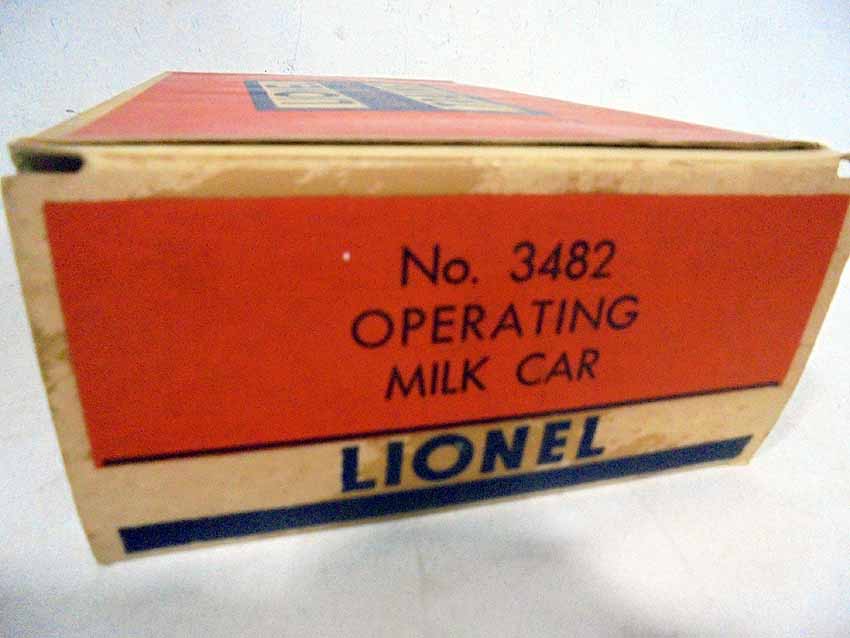 No. 3482
OPERATING
MILK CAR
LIONEL